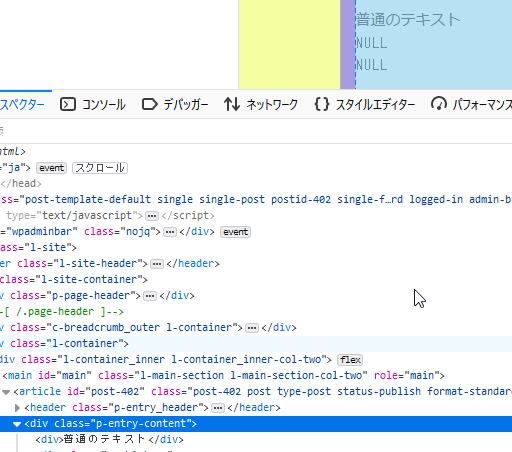 普通のテキスト
NULL
NULL
スペクター コンソール デバッガー ネットワーク スタイルエディター パフォーマンス
html>
="ja"> event スクロール
</head>
ass="post-template-default single single-post postid-402 single-f…rd logged-in admin-b
type="text/javascript"> </script>
="wpadminbar" class="nojq"> </div> event
ass="l-site">
er class="l-site-header"> </header>
class="l-site-container">
v class="p-page-header"> </div>
-[ /.page-header ]-->
v class="c-breadcrumb_outer l-container"> </div>
class="l-container">
div class="l-container_inner l-container_inner-col-two"> flex
<main id="main" class="l-main-section l-main-section-col-two" role="main">
<article id="post-402" class="post-402 post type-post status-publish format-standar
<header class="p-entry_header"> </header>
<div class="p-entry-content">
<div>普通のテキスト</div>